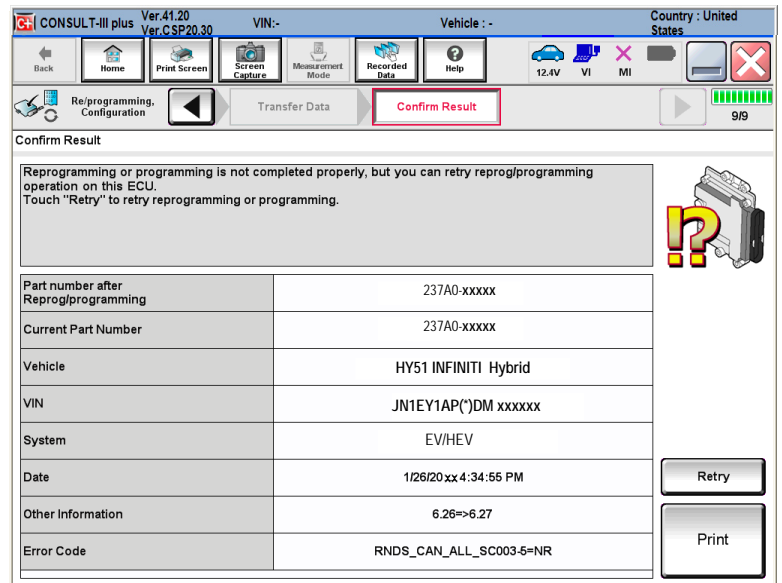 CONSULT-III plus
Ver.41.20
Ver.CSP20.30
VIN:-
Vehicle : -
Country : United
States
Back
Home
Print Screen
Screen
Capture
Measurement
Mode
Recorded
Data
Help
12.4V
VI
MI
Re/programming,
Configuration
Transfer Data
Confirm Result
9/9
Confirm Result
Reprogramming or programming is not completed properly, but you can retry reprog/programming
operation on this ECU.
Touch "Retry" to retry reprogramming or programming.
!?
Part number after
Reprog/programming
237A0-xxxxx
Current Part Number
237A0-xxxxx
Vehicle
HY51 INFINITI Hybrid
VIN
JN1EY1AP(*)DM xxxxxx
System
EV/HEV
Date
1/26/20xx 4:34:55 PM
Retry
Other Information
6.26=>6.27
Error Code
RNDS_CAN_ALL_SC003-5=NR
Print